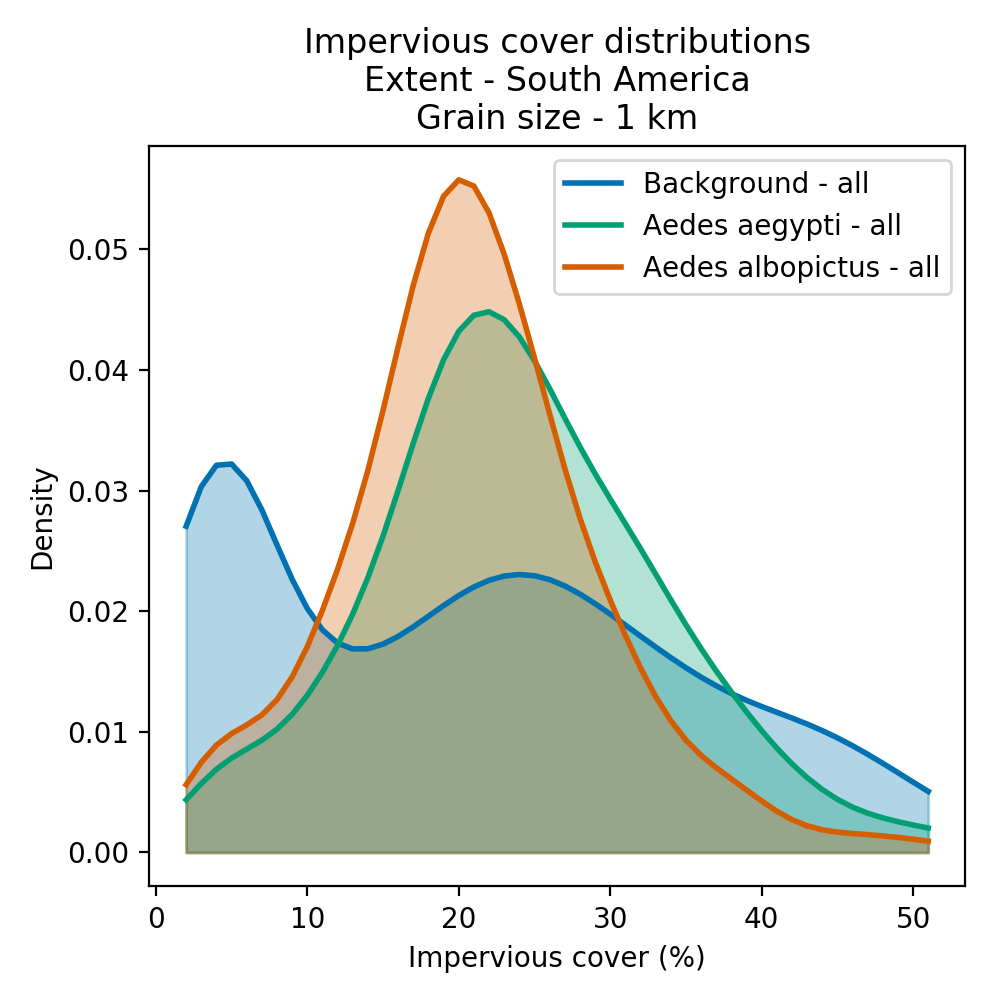 Impervious cover distributions
Extent - South America
Grain size - 1 km
Background - all
Aedes aegypti - all
Aedes albopictus - all
Density
0.05
0.04
0.03
0.02
0.01
0.00
0 10 20 30 40 50
Impervious cover (%)